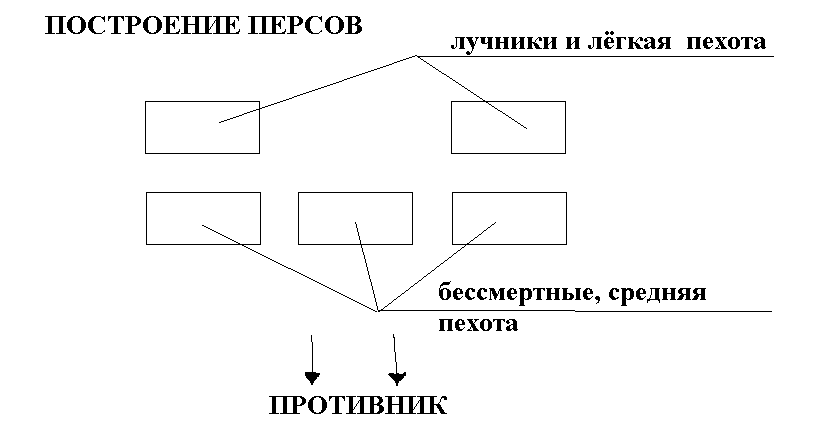 ПОСТРОЕНИЕ ПЕРСОВ
лучники и лёгкая пехота
бессмертные, средняя
пехота
ПРОТИВНИК